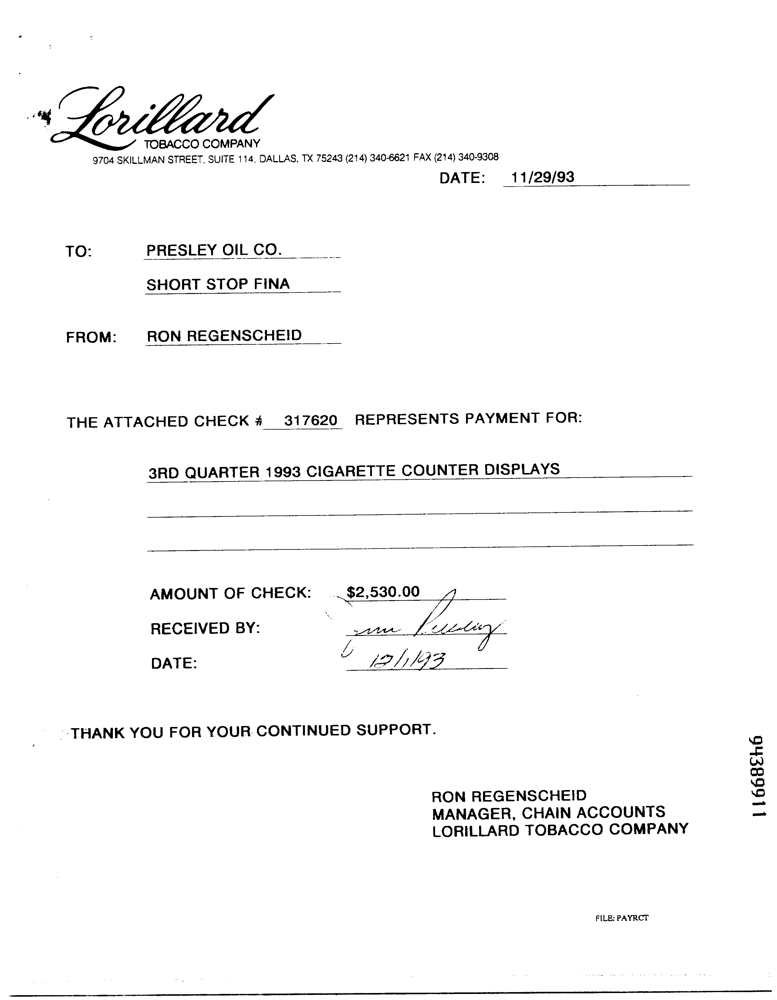 Lorillard
TOBACCO COMPANY
9704 SKILLMAN STREET, SUITE 114, DALLAS, TX 75243 (214) 340-6621 FAX (214) 340-9308
DATE: 11/29/93
TO: PRESLEY OIL CO.
SHORT STOP FINA
FROM: RON REGENSCHEID
THE ATTACHED CHECK # 317620 REPRESENTS PAYMENT FOR:
3RD QUARTER 1993 CIGARETTE COUNTER DISPLAYS
AMOUNT OF CHECK: $2,530.00
RECEIVED BY:
DATE: 12/1/93
THANK YOU FOR YOUR CONTINUED SUPPORT.
RON REGENSCHEID
MANAGER, CHAIN ACCOUNTS
LORILLARD TOBACCO COMPANY
94389911
FILE: PAYRCT